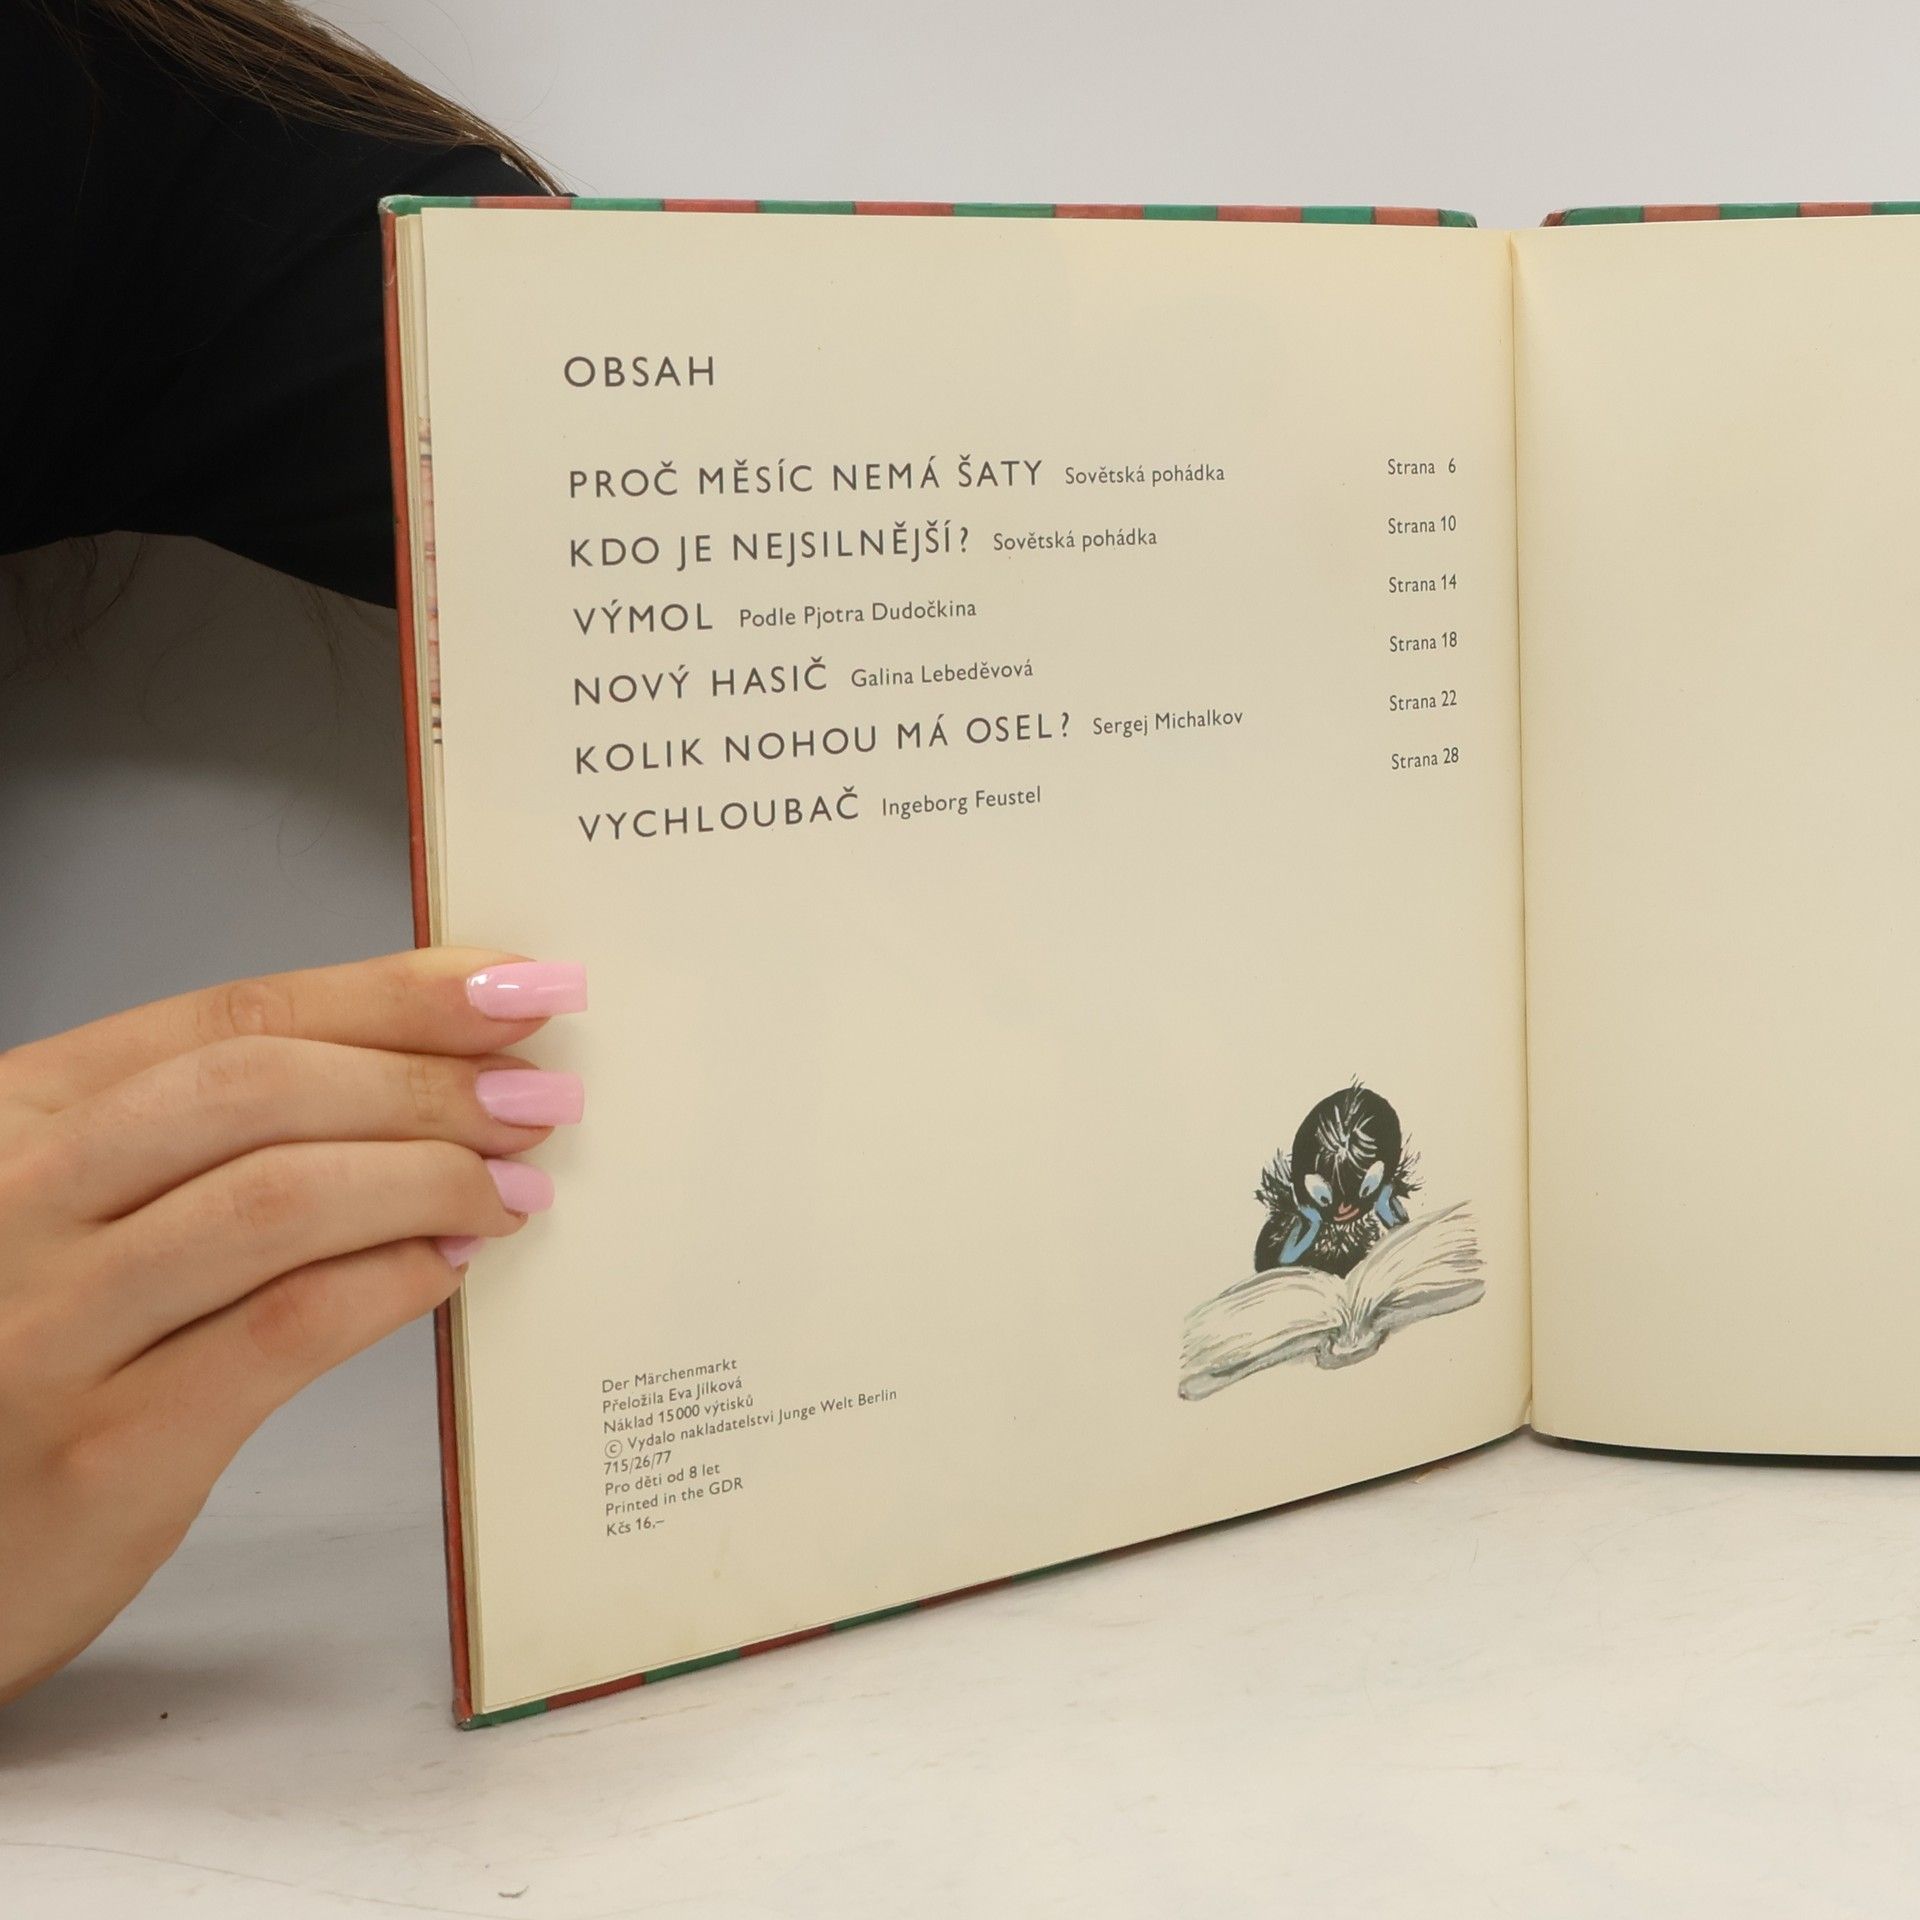 OBSAH
PROČ MĚSÍC NEMÁ ŠATY Sovětská pohádka Strana 6
KDO JE NEJSILNĚJŠÍ? Sovětská pohádka Strana 10
VÝMOL Podle Pjotra Dudočkina Strana 14
NOVÝ HASIČ Galina Lebeděvová Strana 18
KOLIK NOHOU MÁ OSEL? Sergej Michalkov Strana 22
VYCHLOUBAČ Ingeborg Feustel Strana 28
Der Märchenmarkt
Přeložila Eva Jílková
Náklad 15 000 výtisků
© Vydalo nakladatelství Junge Welt Berlin
715/26/77
Pro děti od 8 let
Printed in the GDR
Kčs 16,–